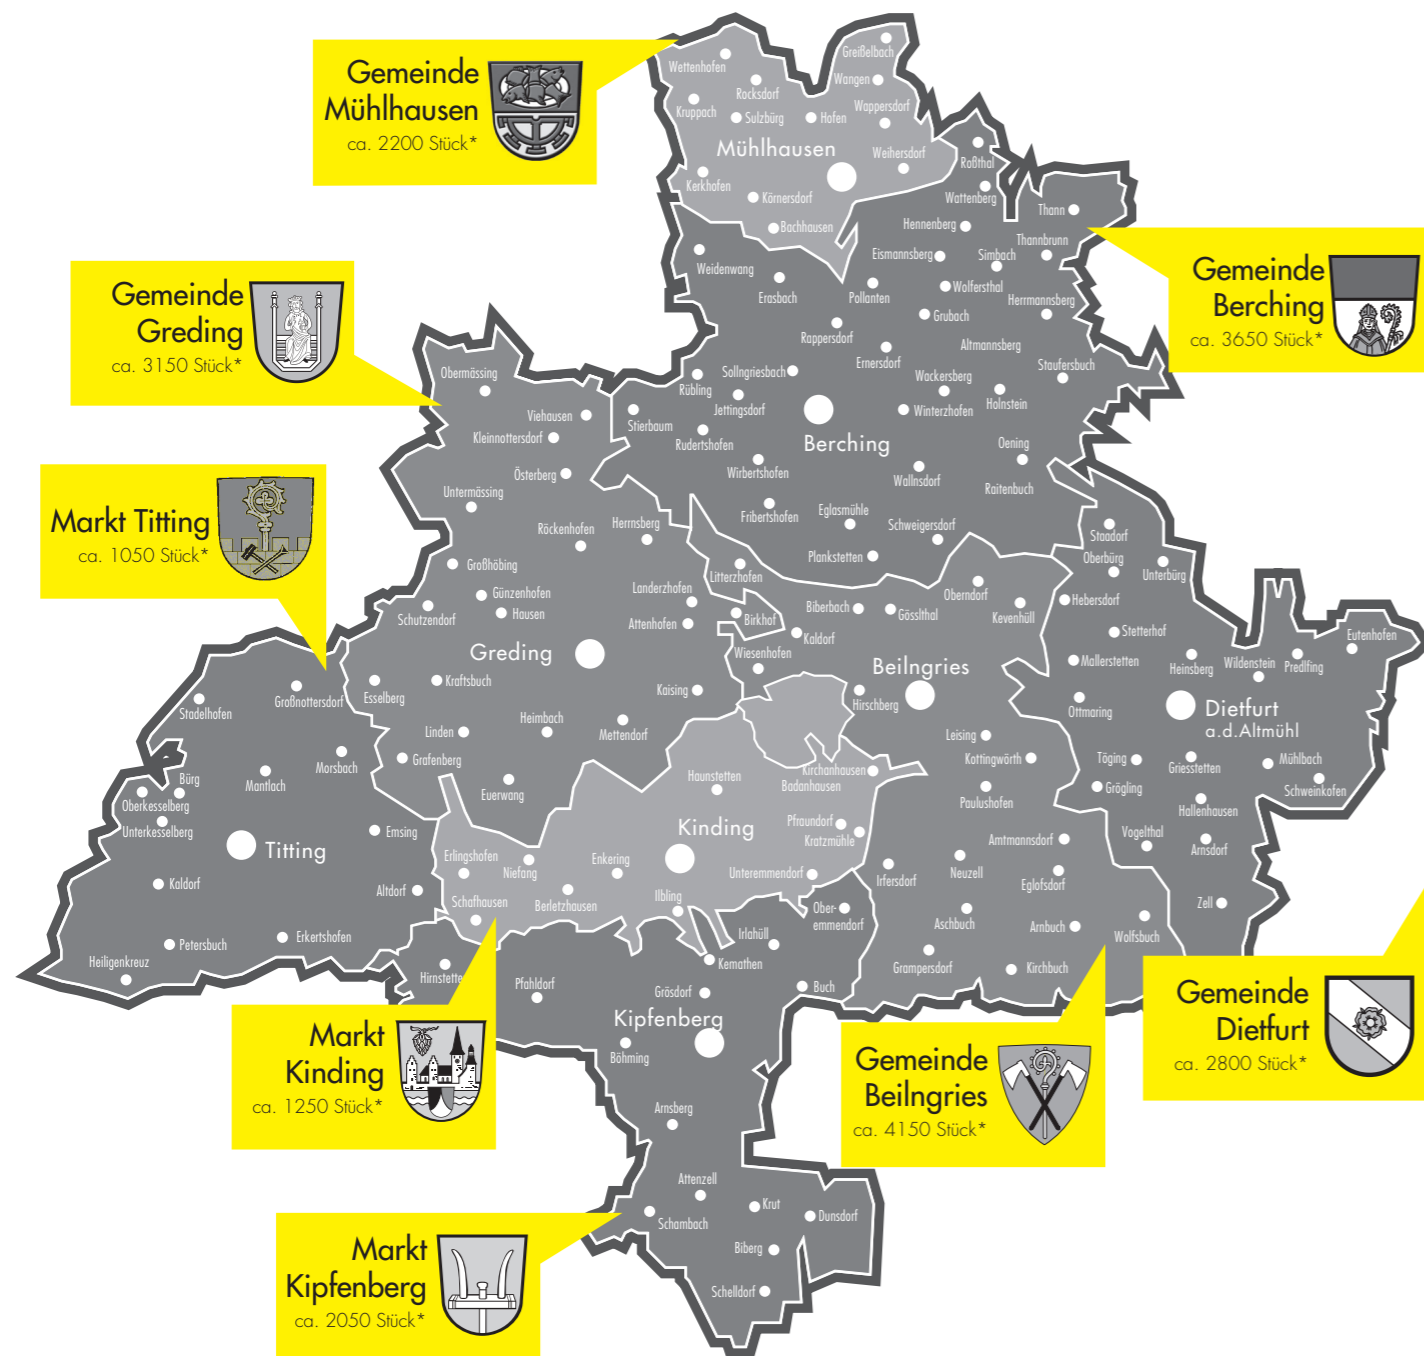 Gemeinde
Mühlhausen
ca. 2200 Stück*
Gemeinde
Greding
ca. 3150 Stück*
Markt Titting
ca. 1050 Stück*
Gemeinde
Berching
ca. 3650 Stück*
Markt
Kinding
ca. 1250 Stück*
Markt
Kipfenberg
ca. 2050 Stück*
Gemeinde
Beilngries
ca. 4150 Stück*
Gemeinde
Dietfurt
ca. 2800 Stück*
Greißelbach
Wettenhofen
Wangen
Rocksdorf
Kruppach
Wappersdorf
Sulzbürg
Hofen
Mühlhausen
Weihersdorf
Kerkhofen
Körnersdorf
Bachhausen
Raßthal
Wattenberg
Thann
Hennenberg
Thannbrunn
Eismannsberg
Simbach
Weidenwang
Erasbach
Pollanten
Wolfersthal
Herrmannsberg
Grubach
Rappersdorf
Altmannsberg
Ernersdorf
Staufersbuch
Sollngriesbach
Rübling
Wackersberg
Jettingsdorf
Winterzhofen
Holnstein
Stierbaum
Rudertshofen
Berching
Oening
Wirbertshofen
Wallnsdorf
Raitenbuch
Fribertshofen
Eglasmühle
Schweigersdorf
Plankstetten
Obermässing
Viehausen
Kleinnottersdorf
Österberg
Untermässing
Röckenhofen
Herrnsberg
Großhöbing
Günzenhofen
Hausen
Schutzendorf
Landerzhofen
Attenhofen
Greding
Esselberg
Kraftsbuch
Kaising
Linden
Heimbach
Mettendorf
Grafenberg
Euerwang
Litterzhofen
Birkhof
Biberbach
Gösslthal
Oberndorf
Kevenhüll
Kaldorf
Wiesenhofen
Beilngries
Hirschberg
Leising
Kottingwörth
Paulushofen
Amtmannsdorf
Irfersdorf
Neuzell
Eglofsdorf
Aschbuch
Arnbuch
Wolfsbuch
Grampersdorf
Kirchbuch
Staadorf
Oberbürg
Unterbürg
Hebersdorf
Stetterhof
Eutenhofen
Mallerstetten
Heinsberg
Wildenstein
Predlfing
Ottmaring
Dietfurt
a.d.Altmühl
Töging
Griesstetten
Mühlbach
Grögling
Schweinkofen
Hallenhausen
Vogelthal
Arnsdorf
Zell
Stadelhofen
Großnottersdorf
Morsbach
Bürg
Mantlach
Oberkesselberg
Unterkesselberg
Emsing
Titting
Kaldorf
Altdorf
Petersbuch
Erkertshofen
Heiligenkreuz
Haunstetten
Kirchanhausen
Badanhausen
Kinding
Pfraundorf
Kratzmühle
Erlingshofen
Niefang
Enkering
Unteremmendorf
Schafhausen
Berletzhausen
Ilbling
Ober-
emmendorf
Irlahüll
Hirnstetten
Pfahldorf
Kemathen
Grösdorf
Buch
Kipfenberg
Böhming
Arnsberg
Attenzell
Krut
Schambach
Dunsdorf
Biberg
Schelldorf